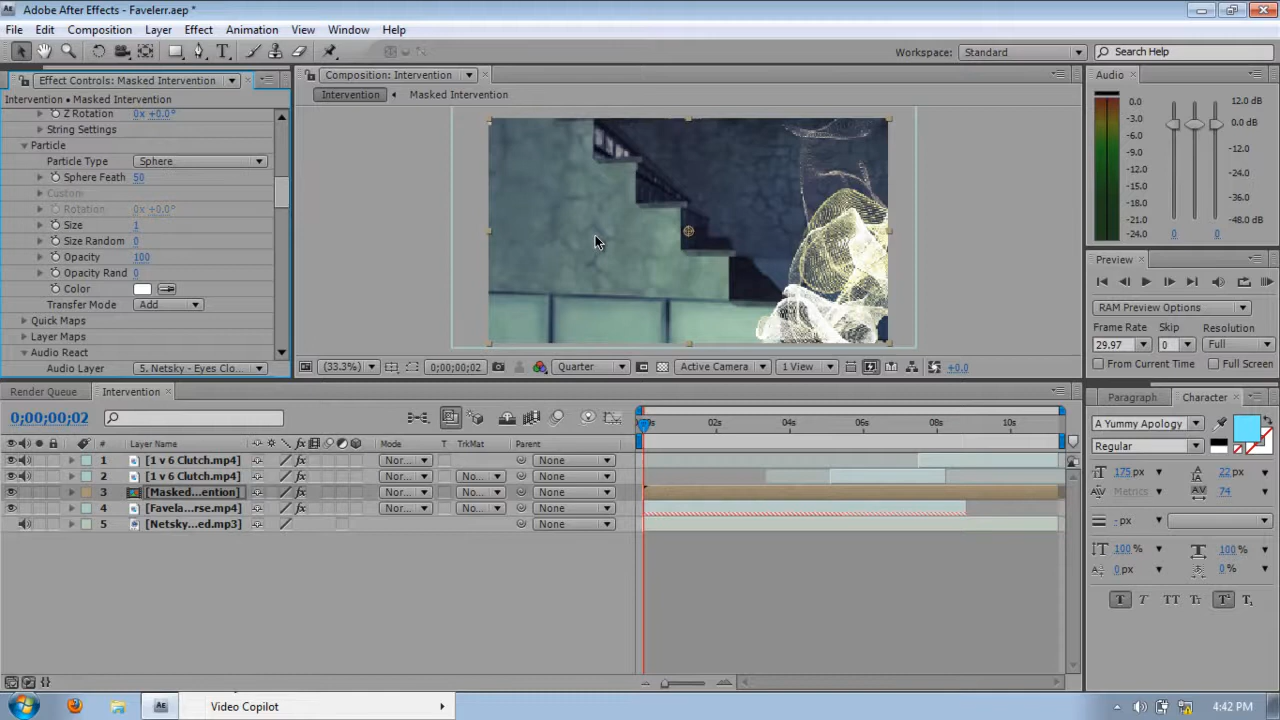 Adobe After Effects - Favelerr.aep *
File Edit Composition Layer Effect Animation View Window Help
Workspace: Standard Search Help
Effect Controls: Masked Intervention
Intervention • Masked Intervention
Z Rotation 0x +0.0°
String Settings
Particle
Particle Type Sphere
Sphere Feath 50
Custom
Rotation 0x +0.0°
Size 1
Size Random 0
Opacity 100
Opacity Rand 0
Color
Transfer Mode Add
Quick Maps
Layer Maps
Audio React
Audio Layer 5. Netsky - Eyes Clo...
Composition: Intervention
Intervention Masked Intervention
(33.3%) 0;00;00;02 Quarter Active Camera 1 View +0.0
Audio
0.0 12.0 dB
-3.0 0.0 dB
-6.0
-9.0 -12.0
-12.0
-15.0 -24.0
-18.0 -36.0
-21.0
-24.0 -48.0
0 0
Preview
RAM Preview Options
Frame Rate Skip Resolution
29.97 0 Full
From Current Time Full Screen
Render Queue Intervention
0;00;00;02
02s 04s 06s 08s 10s
# Layer Name Mode T TrkMat Parent
1 [1 v 6 Clutch.mp4] Nor... None
2 [1 v 6 Clutch.mp4] Nor... No... None
3 [Masked...ention] Nor... No... None
4 [Favela...rse.mp4] Nor... No... None
5 [Netsky...ed.mp3] None
Paragraph Character
A Yummy Apology
Regular
175 px 22 px
Metrics 74
- px
100 % 100 %
0 px 0 %
T T TT Tr T¹ T₁
Video Copilot
4:42 PM